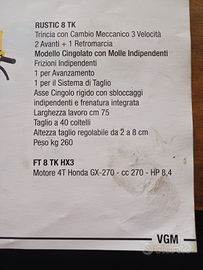 RUSTIC 8 TK
Trincia con Cambio Meccanico 3 Velocità
2 Avanti + 1 Retromarcia
Modello Cingolato con Molle Indipendenti
Frizioni Indipendenti
1 per Avanzamento
1 per il Sistema di Taglio
Asse Cingolo rigido con sbloccaggi
indipendenti e frenatura integrata
Larghezza lavoro cm 75
Taglio a 40 coltelli
Altezza taglio regolabile da 2 a 8 cm
Peso kg 260
FT 8 TK HX3
Motore 4T Honda GX-270 - cc 270 - HP 8,4
VGM